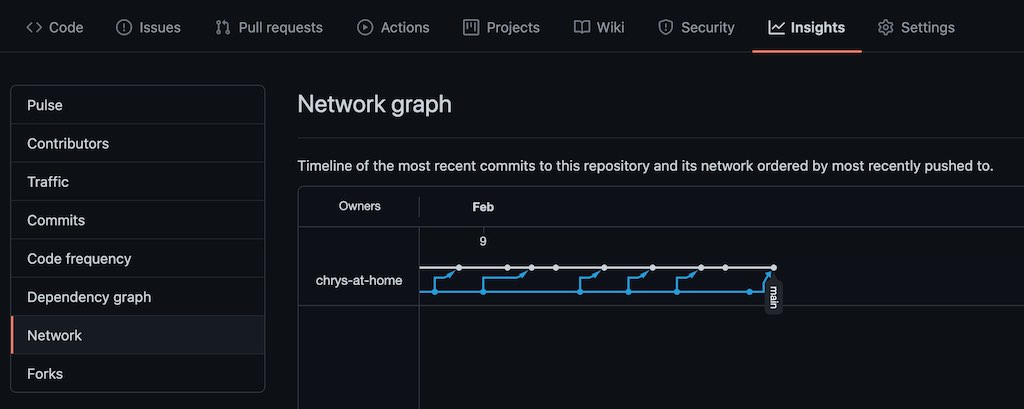 Code Issues Pull requests Actions Projects Wiki Security Insights Settings
Pulse
Contributors
Traffic
Commits
Code frequency
Dependency graph
Network
Forks
Network graph
Timeline of the most recent commits to this repository and its network ordered by most recently pushed to.
Owners Feb
9
chrys-at-home
main